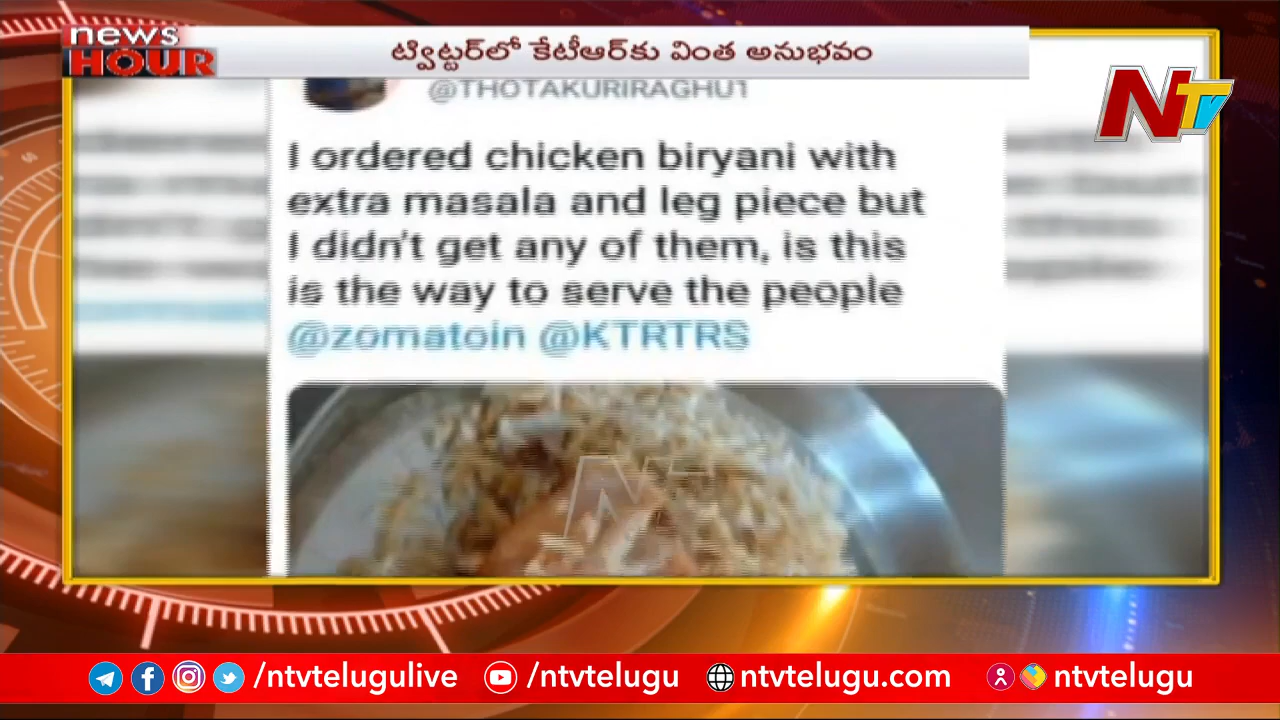 news
HOUR
ట్విట్టర్‌లో కేటీఆర్‌కు వింత అనుభవం
NTV
@THOTAKURIRAGHU1
I ordered chicken biryani with
extra masala and leg piece but
I didn't get any of them, is this
is the way to serve the people
@zomatoin @KTRTRS
/ntvtelugulive
/ntvtelugu
ntvtelugu.com
ntvtelugu